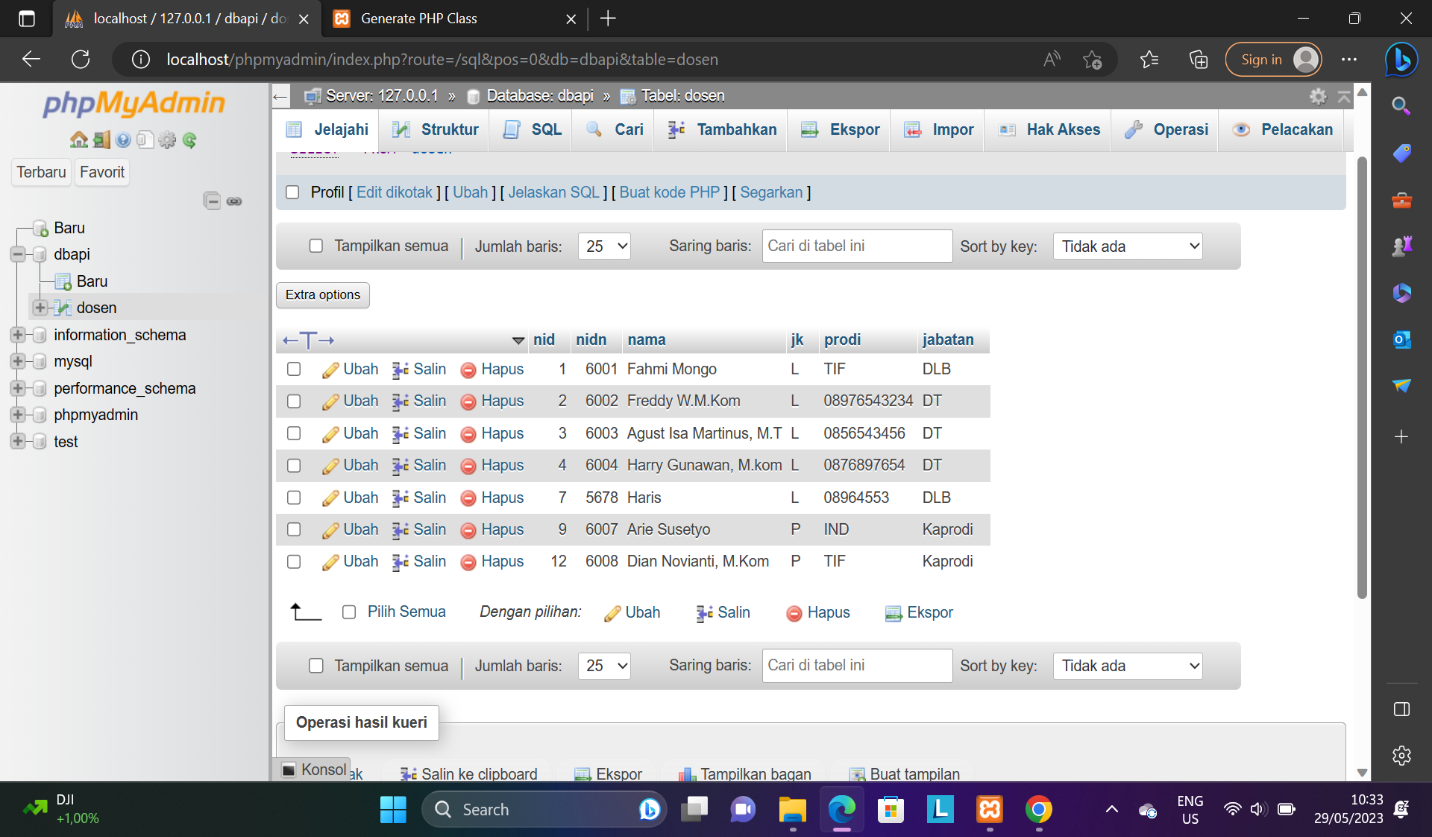 localhost / 127.0.0.1 / dbapi / do
Generate PHP Class
localhost/phpmyadmin/index.php?route=/sql&pos=0&db=dbapi&table=dosen
Sign in
phpMyAdmin
Terbaru Favorit
Baru
dbapi
Baru
dosen
information_schema
mysql
performance_schema
phpmyadmin
test
Server: 127.0.0.1 » Database: dbapi » Tabel: dosen
Jelajahi Struktur SQL Cari Tambahkan Ekspor Impor Hak Akses Operasi Pelacakan
Profil [ Edit dikotak ] [ Ubah ] [ Jelaskan SQL ] [ Buat kode PHP ] [ Segarkan ]
Tampilkan semua Jumlah baris: 25 Saring baris: Cari di tabel ini Sort by key: Tidak ada
Extra options
←T→ nid nidn nama jk prodi jabatan
Ubah Salin Hapus 1 6001 Fahmi Mongo L TIF DLB
Ubah Salin Hapus 2 6002 Freddy W.M.Kom L 08976543234 DT
Ubah Salin Hapus 3 6003 Agust Isa Martinus, M.T L 0856543456 DT
Ubah Salin Hapus 4 6004 Harry Gunawan, M.kom L 0876897654 DT
Ubah Salin Hapus 7 5678 Haris L 08964553 DLB
Ubah Salin Hapus 9 6007 Arie Susetyo P IND Kaprodi
Ubah Salin Hapus 12 6008 Dian Novianti, M.Kom P TIF Kaprodi
Pilih Semua Dengan pilihan: Ubah Salin Hapus Ekspor
Tampilkan semua Jumlah baris: 25 Saring baris: Cari di tabel ini Sort by key: Tidak ada
Operasi hasil kueri
Konsol ak Salin ke clipboard Ekspor Tampilkan bagan Buat tampilan
DJI
+1,00%
Search
ENG
US
10:33
29/05/2023